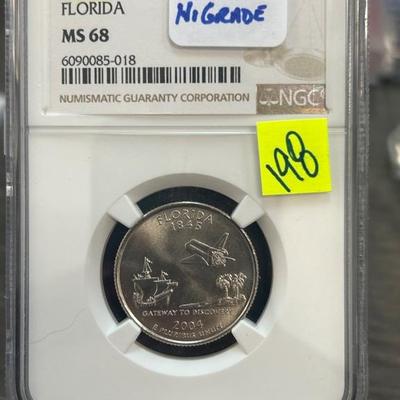 FLORIDA
MS 68
6090085-018
NUMISMATIC GUARANTY CORPORATION
NGC
Hi GRADE
198
FLORIDA
1845
GATEWAY TO DISCOVERY
2004
E PLURIBUS UNUM